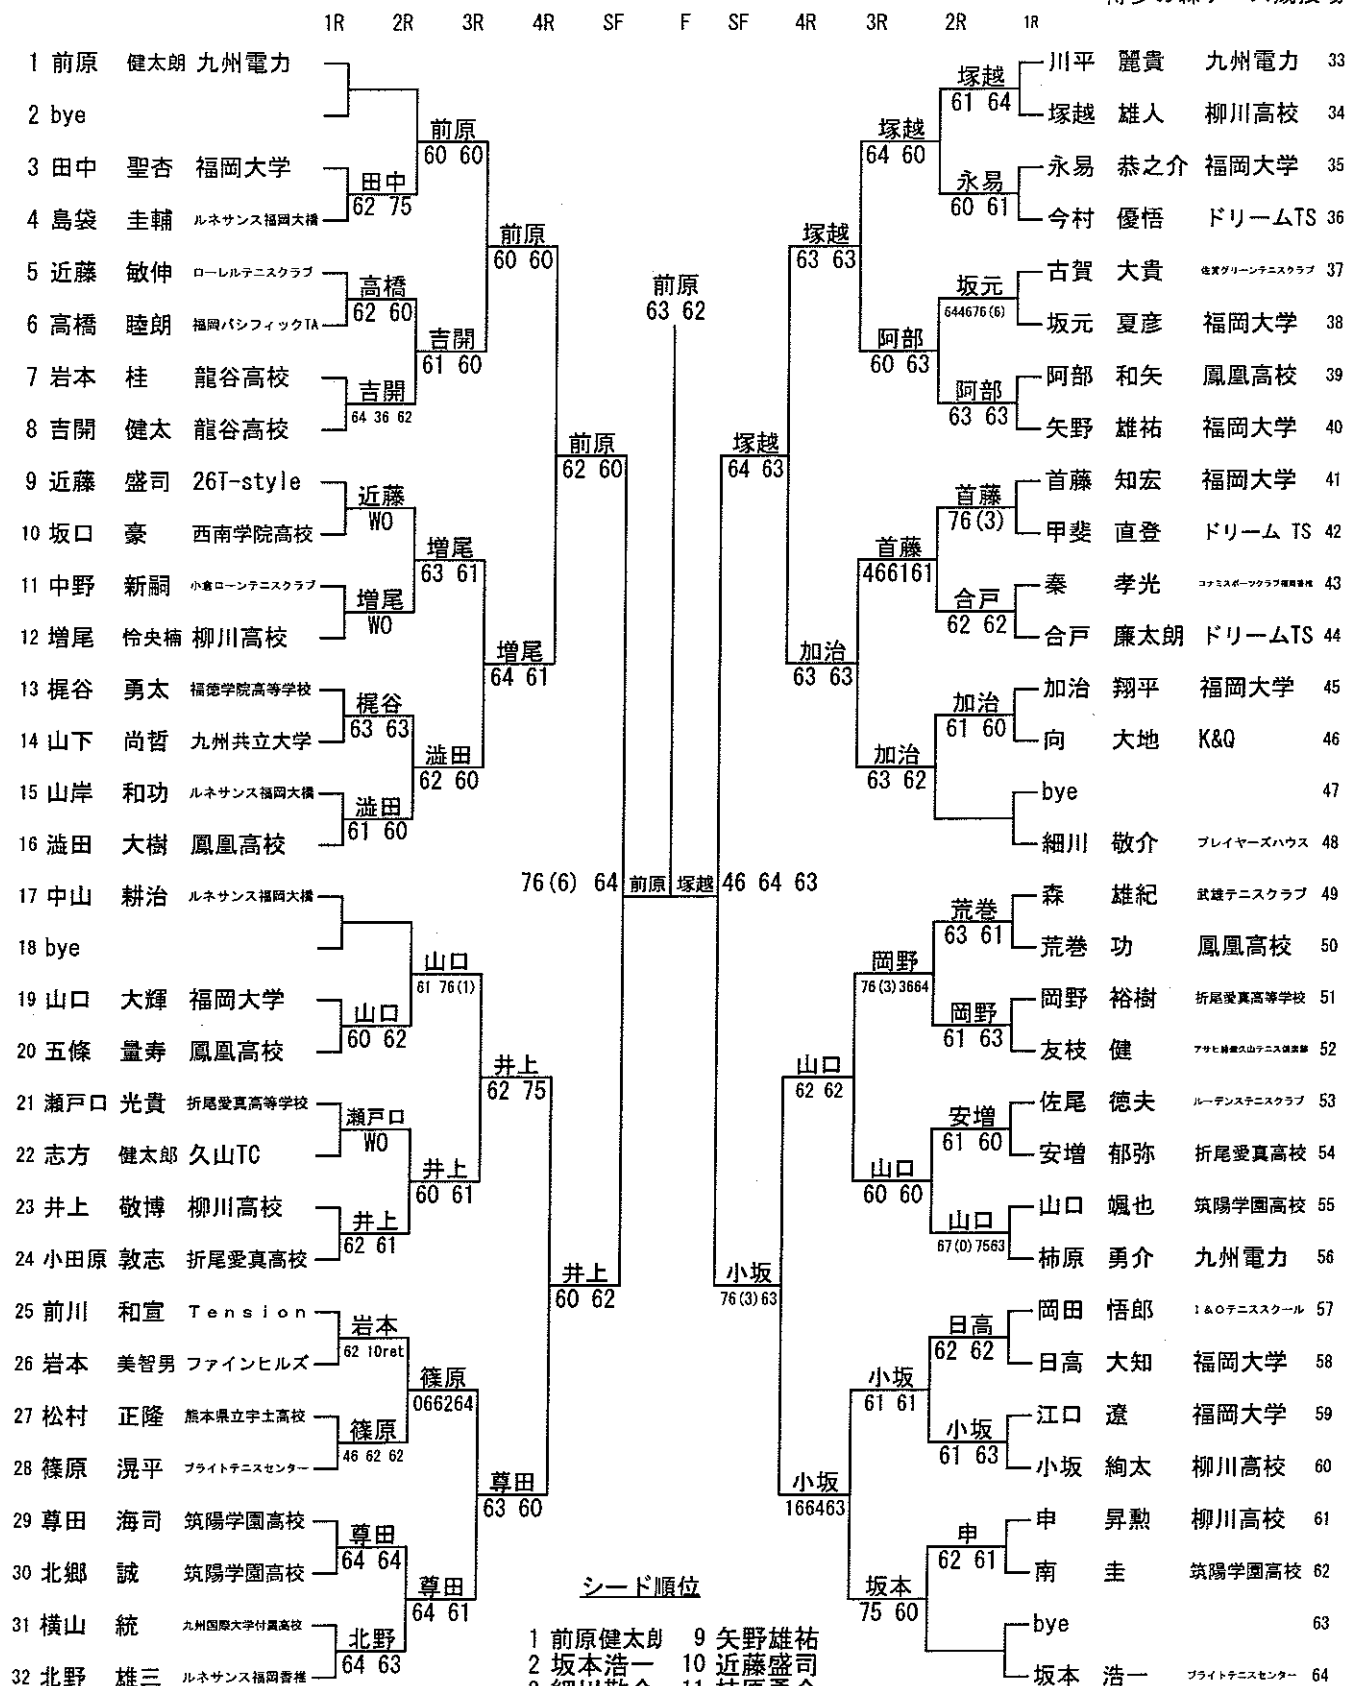 1R 2R 3R 4R SF F SF 4R 3R 2R 1R
1 前原 健太朗 九州電力
2 bye
3 田中 聖杏 福岡大学
4 島袋 圭輔 ルネサンス福岡大橋
5 近藤 敏伸 ローレルテニスクラブ
6 高橋 睦朗 福岡パシフィックTA
7 岩本 桂 龍谷高校
8 吉開 健太 龍谷高校
9 近藤 盛司 26T-style
10 坂口 豪 西南学院高校
11 中野 新嗣 小倉ローンテニスクラブ
12 増尾 怜央楠 柳川高校
13 梶谷 勇太 福徳学院高等学校
14 山下 尚哲 九州共立大学
15 山岸 和功 ルネサンス福岡大橋
16 澁田 大樹 鳳凰高校
17 中山 耕治 ルネサンス福岡大橋
18 bye
19 山口 大輝 福岡大学
20 五條 量寿 鳳凰高校
21 瀬戸口 光貴 折尾愛真高等学校
22 志方 健太郎 久山TC
23 井上 敬博 柳川高校
24 小田原 敦志 折尾愛真高校
25 前川 和宣 Tension
26 岩本 美智男 ファインヒルズ
27 松村 正隆 熊本県立宇土高校
28 篠原 滉平 ブライトテニスセンター
29 尊田 海司 筑陽学園高校
30 北郷 誠 筑陽学園高校
31 横山 統 九州国際大学付属高校
32 北野 雄三 ルネサンス福岡香椎
田中
62 75
高橋
62 60
吉開
64 36 62
近藤
WO
増尾
WO
梶谷
63 63
澁田
61 60
山口
60 62
瀬戸口
WO
井上
62 61
岩本
62 10ret
篠原
46 62 62
尊田
64 64
北野
64 63
前原
60 60
吉開
61 60
増尾
63 61
澁田
62 60
山口
61 76(1)
井上
60 61
篠原
066264
尊田
64 61
前原
60 60
増尾
64 61
井上
62 75
尊田
63 60
前原
62 60
井上
60 62
前原
63 62
76(6) 64 前原 塚越 46 64 63
塚越
64 63
小坂
76(3)63
塚越
63 63
加治
63 63
山口
62 62
小坂
166463
塚越
64 60
阿部
60 63
首藤
466161
加治
63 62
岡野
76(3)3664
山口
60 60
小坂
61 61
坂本
75 60
塚越
61 64
永易
60 61
坂元
644676(6)
阿部
63 63
首藤
76(3)
合戸
62 62
加治
61 60
荒巻
63 61
岡野
61 63
安増
61 60
山口
67(0)7563
日高
62 62
小坂
61 63
申
62 61
川平 麗貴 九州電力 33
塚越 雄人 柳川高校 34
永易 恭之介 福岡大学 35
今村 優悟 ドリームTS 36
古賀 大貴 佐賀グリーンテニスクラブ 37
坂元 夏彦 福岡大学 38
阿部 和矢 鳳凰高校 39
矢野 雄祐 福岡大学 40
首藤 知宏 福岡大学 41
甲斐 直登 ドリーム TS 42
秦 孝光 コナミスポーツクラブ福岡香椎 43
合戸 廉太朗 ドリームTS 44
加治 翔平 福岡大学 45
向 大地 K&Q 46
bye 47
細川 敬介 プレイヤーズハウス 48
森 雄紀 武雄テニスクラブ 49
荒巻 功 鳳凰高校 50
岡野 裕樹 折尾愛真高等学校 51
友枝 健 52
佐尾 徳夫 ルーデンステニスクラブ 53
安増 郁弥 折尾愛真高校 54
山口 颯也 筑陽学園高校 55
柿原 勇介 九州電力 56
岡田 悟郎 I&Oテニススクール 57
日高 大知 福岡大学 58
江口 遼 福岡大学 59
小坂 絢太 柳川高校 60
申 昇勲 柳川高校 61
南 圭 筑陽学園高校 62
bye 63
坂本 浩一 ブライトテニスセンター 64
シード順位
1 前原健太朗 9 矢野雄祐
2 坂本浩一 10 近藤盛司